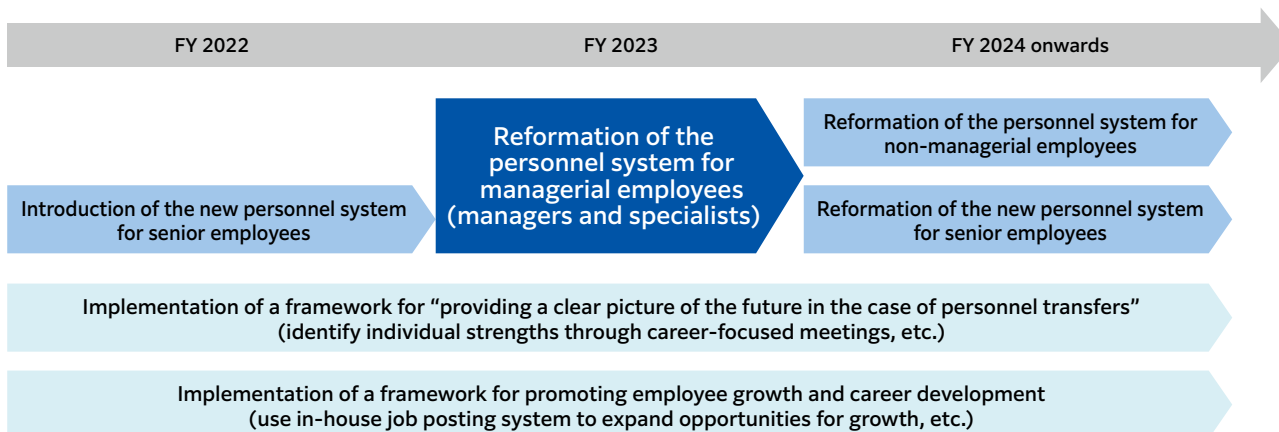 FY 2022
FY 2023
FY 2024 onwards
Introduction of the new personnel system
for senior employees
Reformation of the
personnel system for
managerial employees
(managers and specialists)
Reformation of the personnel system for
non-managerial employees
Reformation of the new personnel system
for senior employees
Implementation of a framework for “providing a clear picture of the future in the case of personnel transfers”
(identify individual strengths through career-focused meetings, etc.)
Implementation of a framework for promoting employee growth and career development
(use in-house job posting system to expand opportunities for growth, etc.)